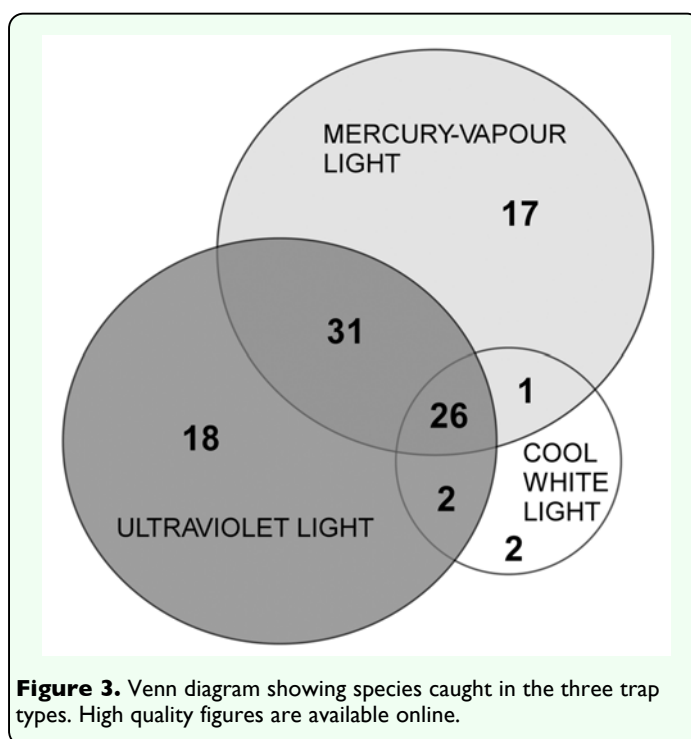 MERCURY-VAPOUR
LIGHT
17
31
1
26
18
COOL
WHITE
LIGHT
2
ULTRAVIOLET LIGHT
2
Figure 3. Venn diagram showing species caught in the three trap
types. High quality figures are available online.